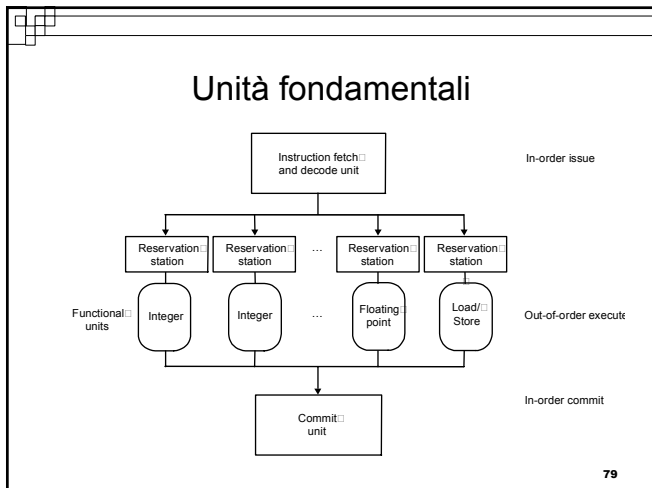 Unità fondamentali
Instruction fetch
and decode unit
In-order issue
Reservation
station
Reservation
station
…
Reservation
station
Reservation
station
Functional
units
Integer
Integer
…
Floating
point
Load/
Store
Out-of-order execute
In-order commit
Commit
unit
79